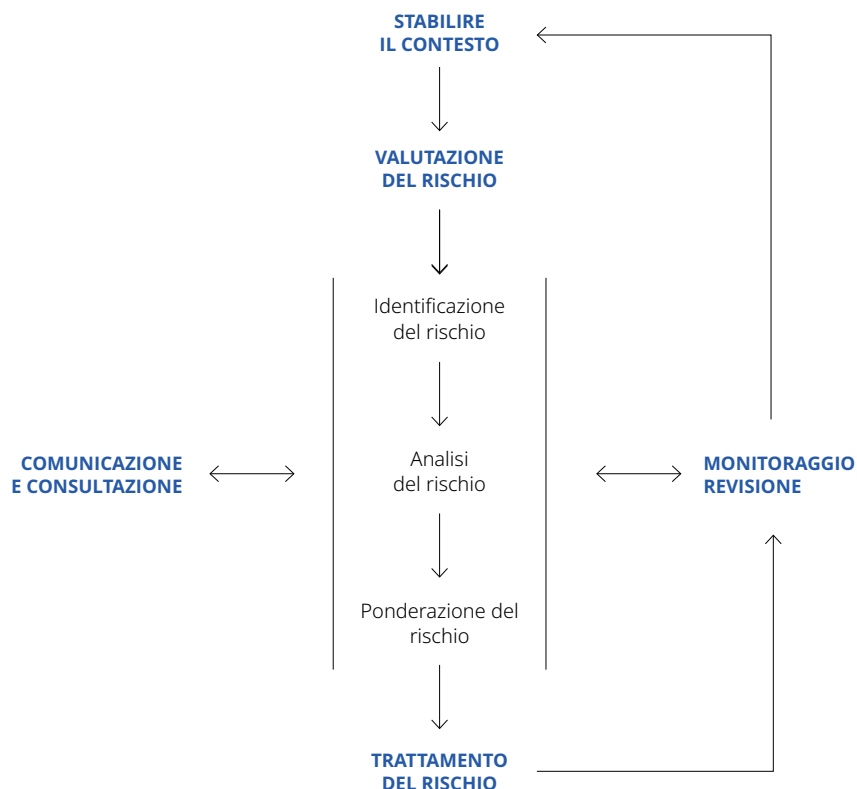 STABILIRE
IL CONTESTO
VALUTAZIONE
DEL RISCHIO
Identificazione
del rischio
COMUNICAZIONE
E CONSULTAZIONE
Analisi
del rischio
MONITORAGGIO
REVISIONE
Ponderazione del
rischio
TRATTAMENTO
DEL RISCHIO